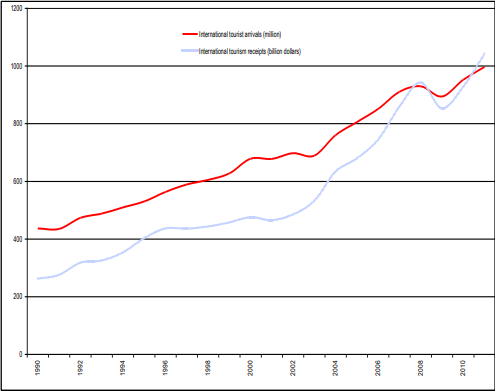 1200
International tourist arrivals (million)
International tourism receipts (billion dollars)
1000
800
600
400
200
0
1990 1992 1994 1996 1998 2000 2002 2004 2006 2008 2010